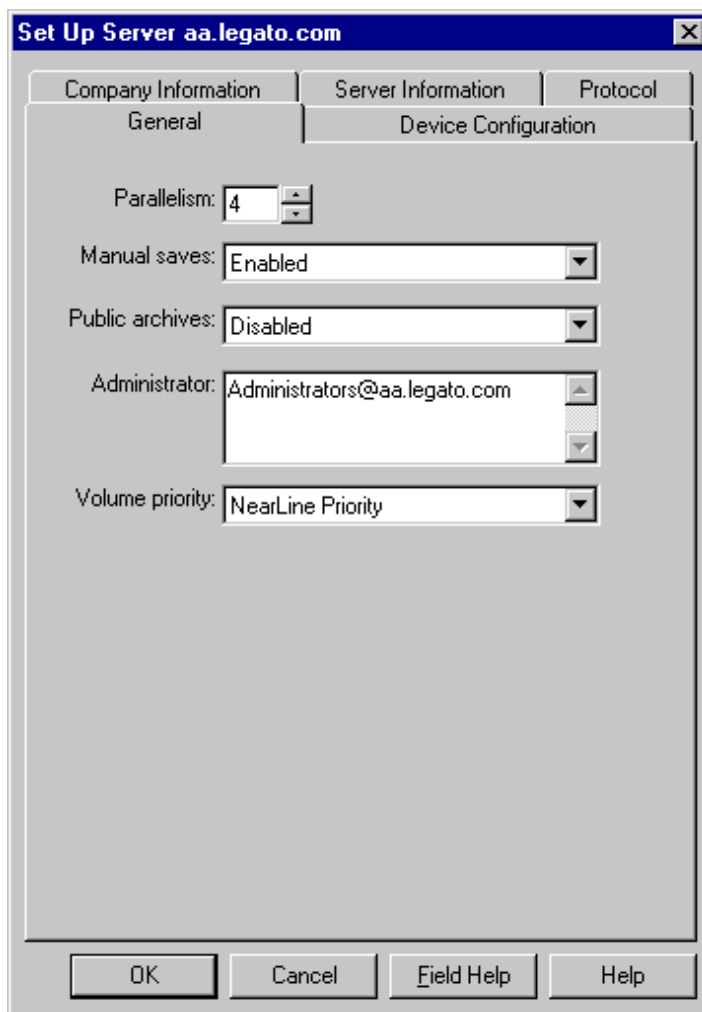 Set Up Server aa.legato.com
Company Information Server Information Protocol
General Device Configuration
Parallelism: 4
Manual saves: Enabled
Public archives: Disabled
Administrator: Administrators@aa.legato.com
Volume priority: NearLine Priority
OK Cancel Field Help Help